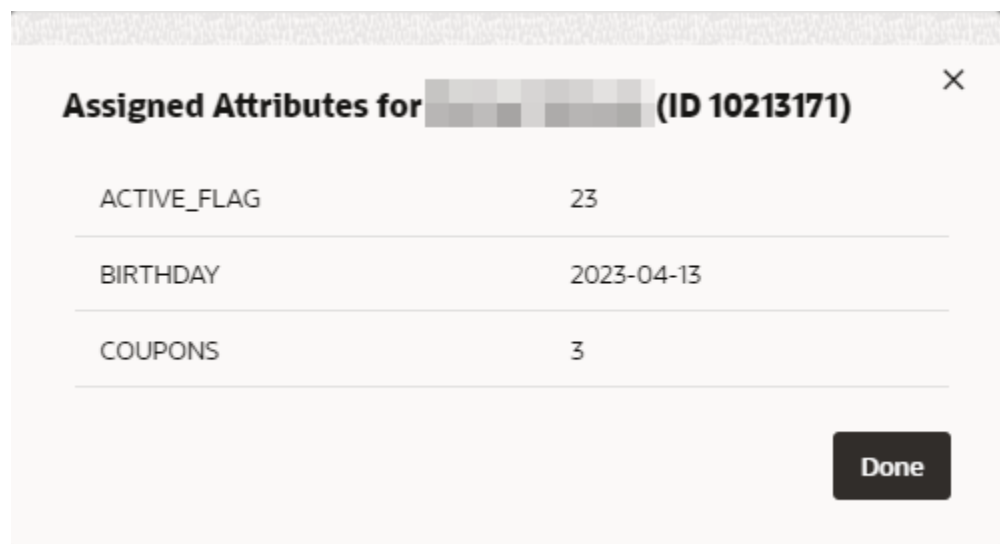 Assigned Attributes for (ID 10213171)
ACTIVE_FLAG 23
BIRTHDAY 2023-04-13
COUPONS 3
Done